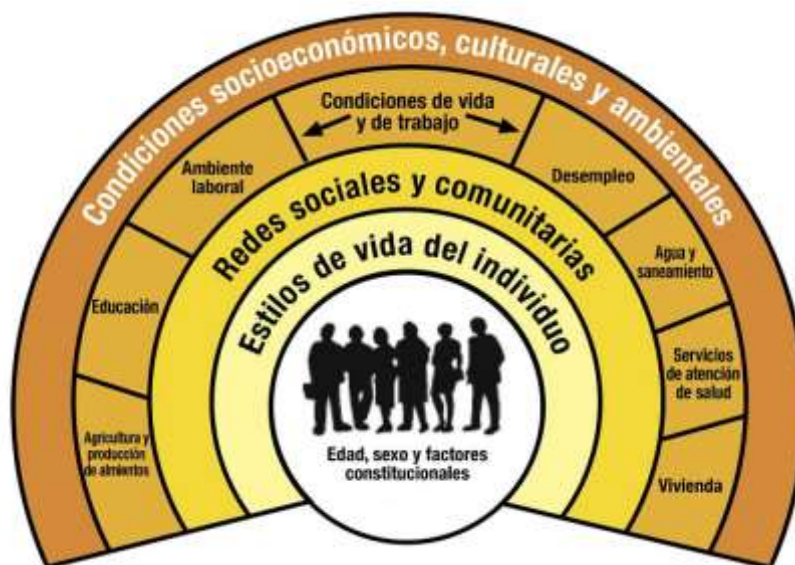 Condiciones socioeconómicos, culturales y ambientales
Condiciones de vida
y de trabajo
Ambiente
laboral
Desempleo
Redes sociales y comunitarias
Agua y
saneamiento
Educación
Estilos de vida del individuo
Servicios
de atención
de salud
Agricultura y
producción
de almientos
Edad, sexo y factores
constitucionales
Vivienda